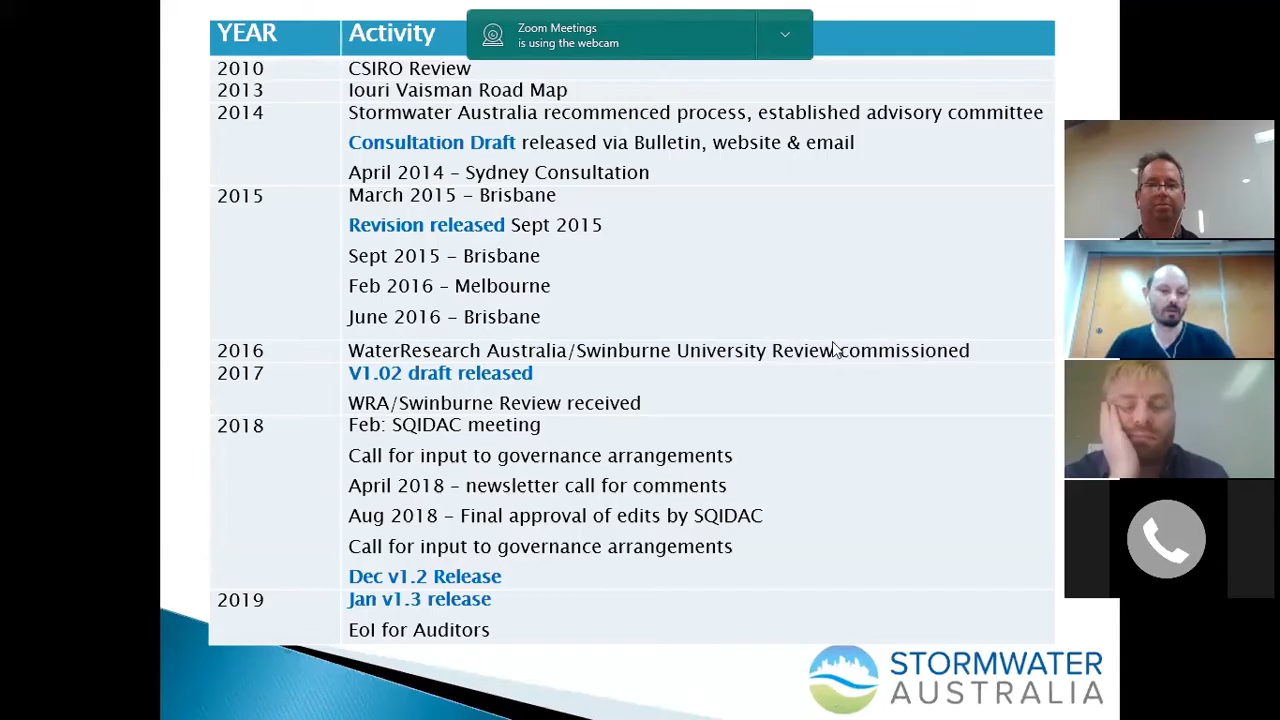 Zoom Meetings
is using the webcam
YEAR Activity
2010 CSIRO Review
2013 Iouri Vaisman Road Map
2014 Stormwater Australia recommenced process, established advisory committee
Consultation Draft released via Bulletin, website & email
April 2014 – Sydney Consultation
2015 March 2015 – Brisbane
Revision released Sept 2015
Sept 2015 – Brisbane
Feb 2016 – Melbourne
June 2016 – Brisbane
2016 WaterResearch Australia/Swinburne University Review commissioned
2017 V1.02 draft released
WRA/Swinburne Review received
2018 Feb: SQIDAC meeting
Call for input to governance arrangements
April 2018 – newsletter call for comments
Aug 2018 – Final approval of edits by SQIDAC
Call for input to governance arrangements
Dec v1.2 Release
2019 Jan v1.3 release
EoI for Auditors
STORMWATER
AUSTRALIA